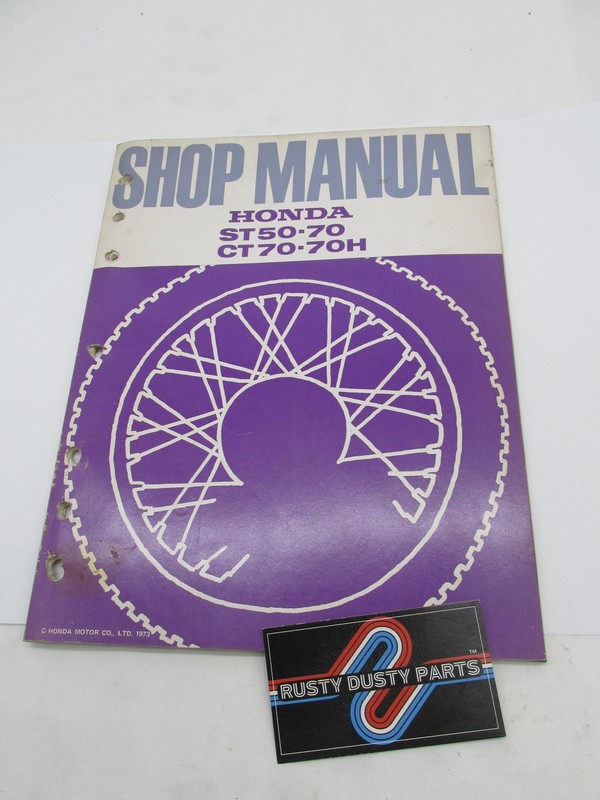 SHOP MANUAL
HONDA
ST50-70
CT70-70H
© HONDA MOTOR CO., LTD. 1973
RUSTY DUSTY PARTS
TM